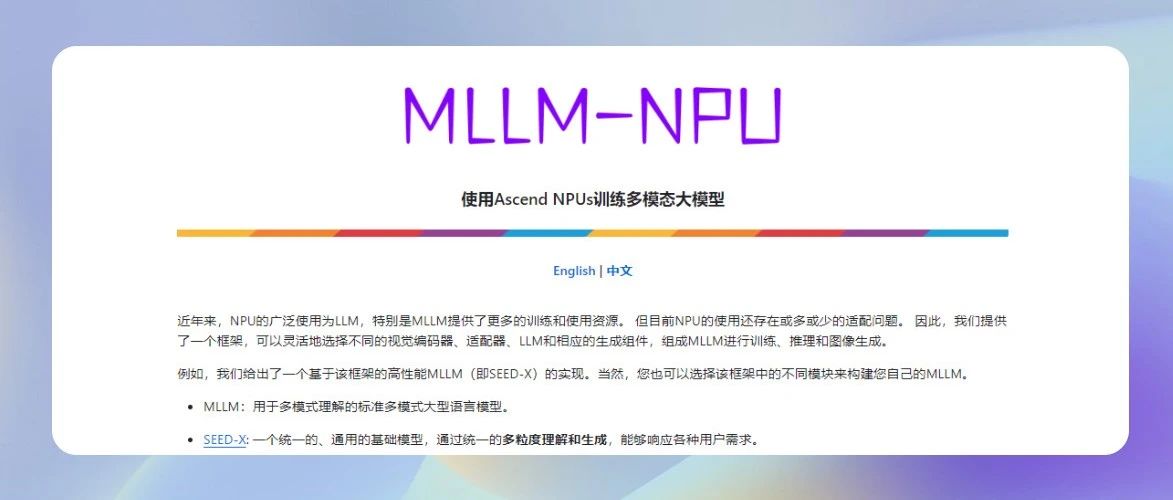 MLLM-NPU
使用Ascend NPUs训练多模态大模型
English | 中文
近年来，NPU的广泛使用为LLM，特别是MLLM提供了更多的训练和使用资源。 但目前NPU的使用还存在或多或少的适配问题。 因此，我们提供
了一个框架，可以灵活地选择不同的视觉编码器、适配器、LLM和相应的生成组件，组成MLLM进行训练、推理和图像生成。
例如，我们给出了一个基于该框架的高性能MLLM（即SEED-X）的实现。当然，您也可以选择该框架中的不同模块来构建您自己的MLLM。
• MLLM：用于多模式理解的标准多模式大型语言模型。
• SEED-X: 一个统一的、通用的基础模型，通过统一的多粒度理解和生成，能够响应各种用户需求。